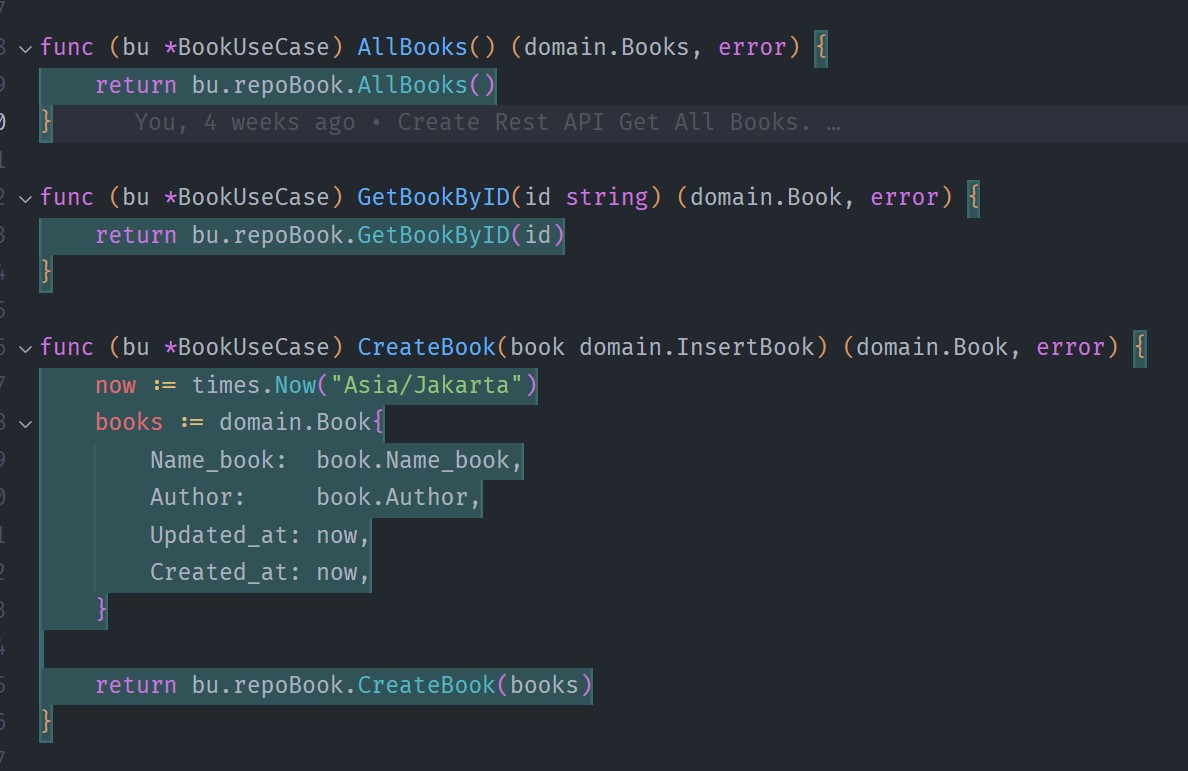 func (bu *BookUseCase) AllBooks() (domain.Books, error) {
    return bu.repoBook.AllBooks()
}      You, 4 weeks ago • Create Rest API Get All Books. …
func (bu *BookUseCase) GetBookByID(id string) (domain.Book, error) {
    return bu.repoBook.GetBookByID(id)
}
func (bu *BookUseCase) CreateBook(book domain.InsertBook) (domain.Book, error) {
    now := times.Now("Asia/Jakarta")
    books := domain.Book{
        Name_book:  book.Name_book,
        Author:     book.Author,
        Updated_at: now,
        Created_at: now,
    }
    return bu.repoBook.CreateBook(books)
}